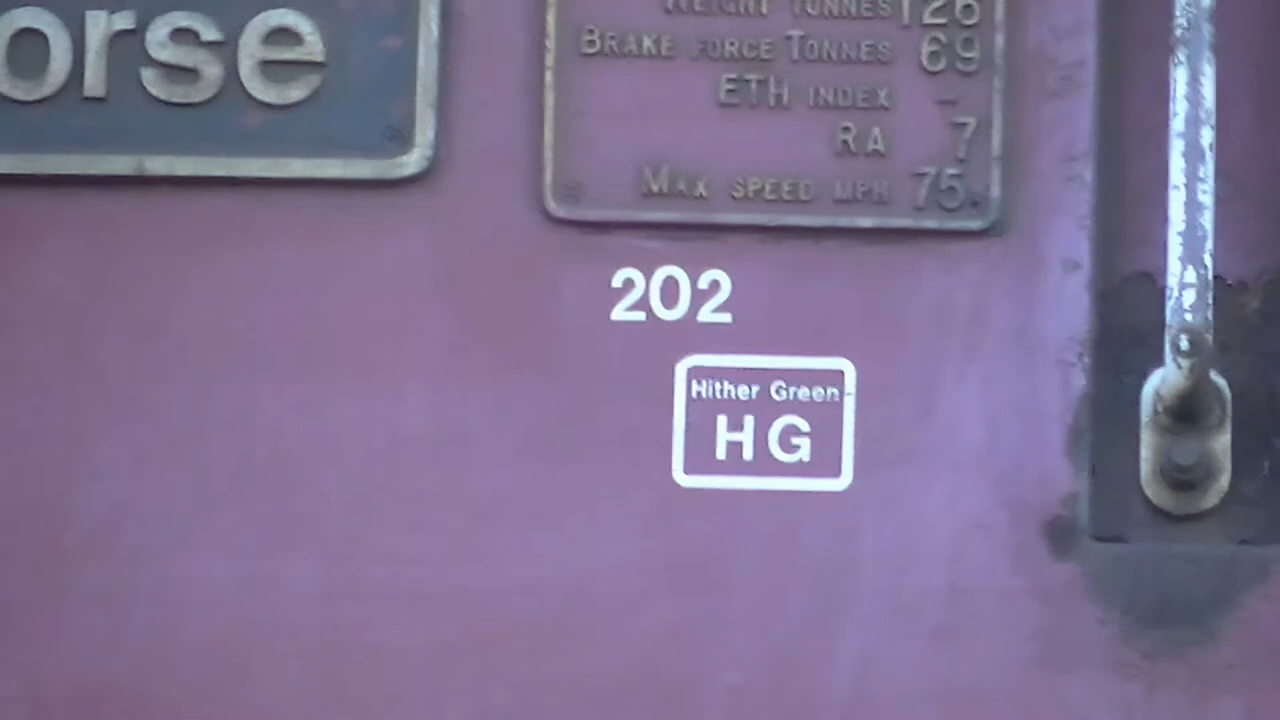 orse
WEIGHT TONNES 126
BRAKE FORCE TONNES 69
ETH INDEX -
RA 7
MAX SPEED MPH 75
202
Hither Green
HG